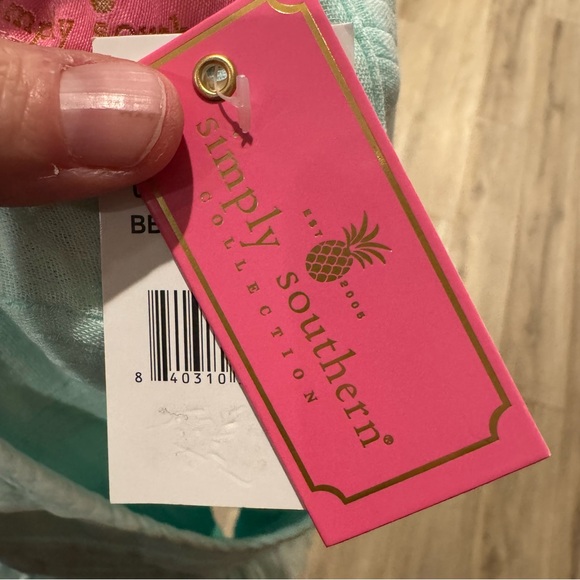 simply southern®
COLLECTION
EST
2005
BE
8 40310